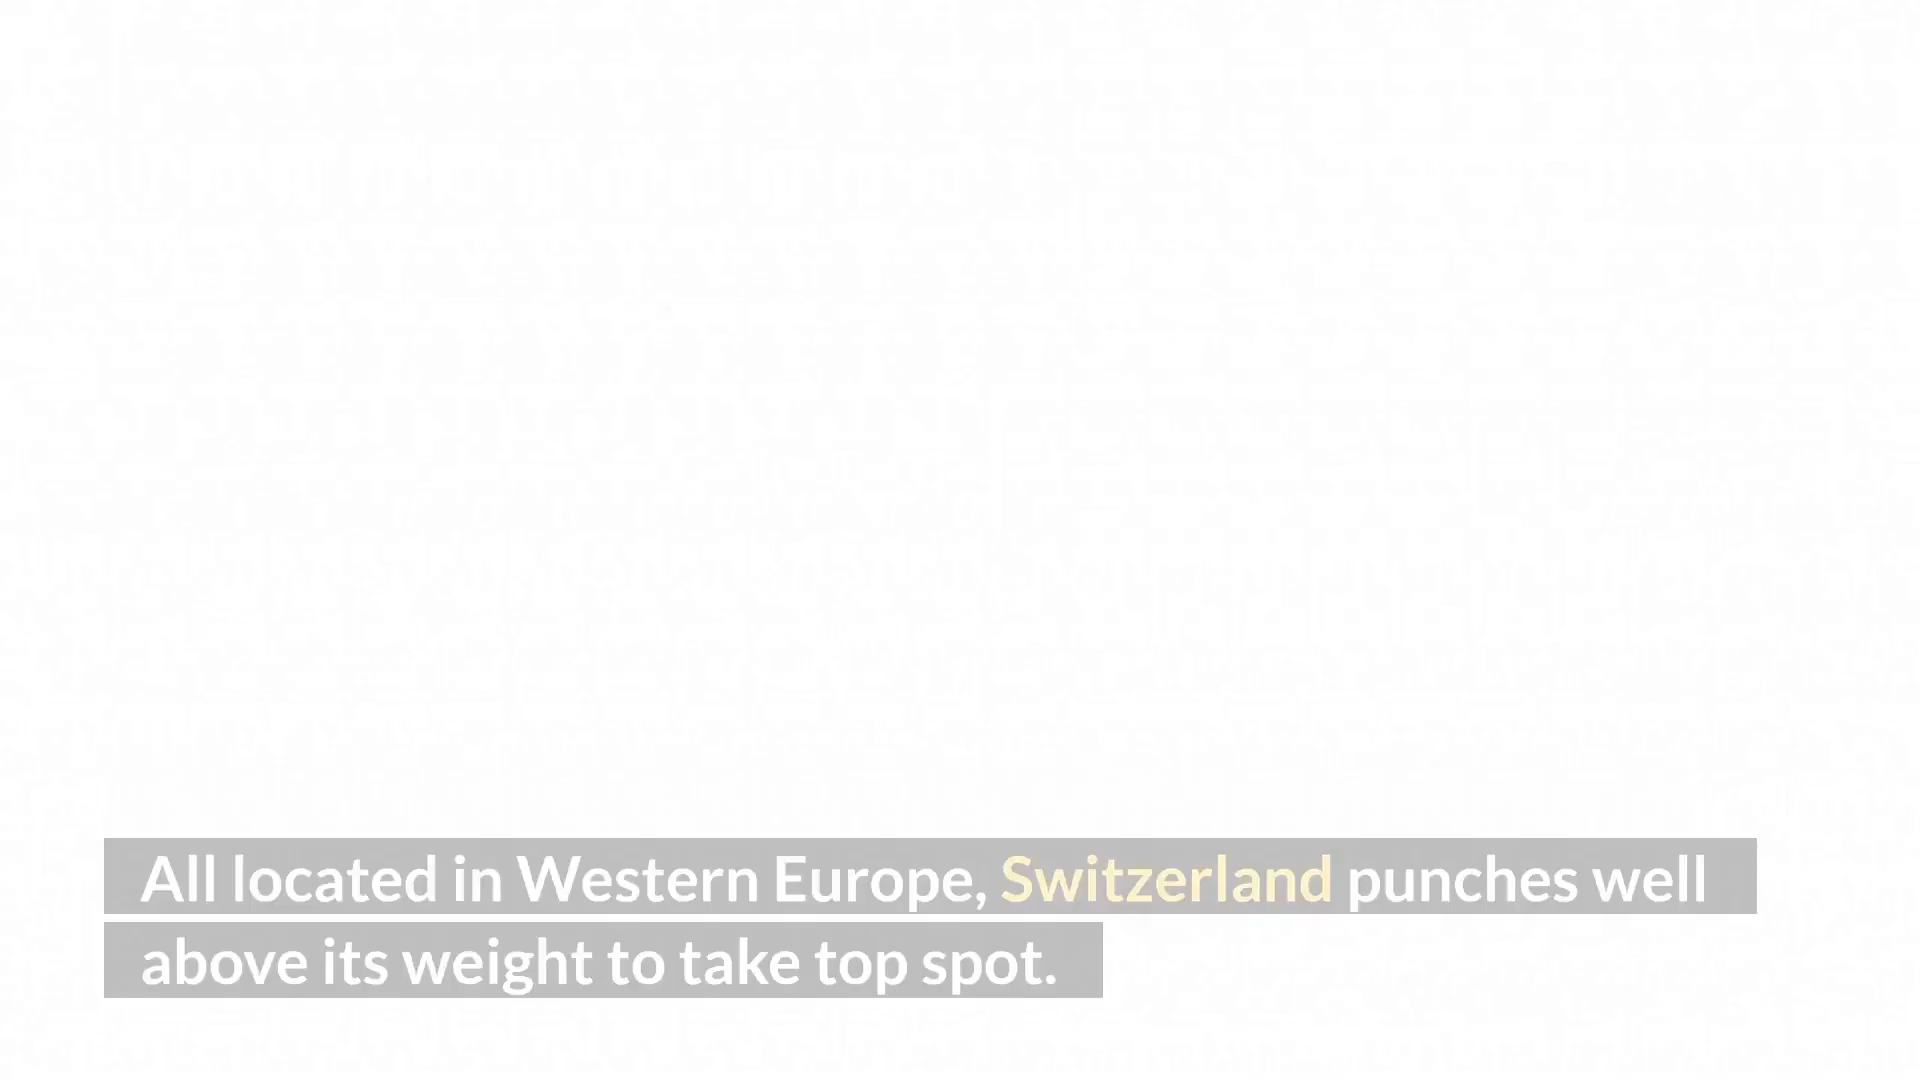 All located in Western Europe, Switzerland punches well
above its weight to take top spot.